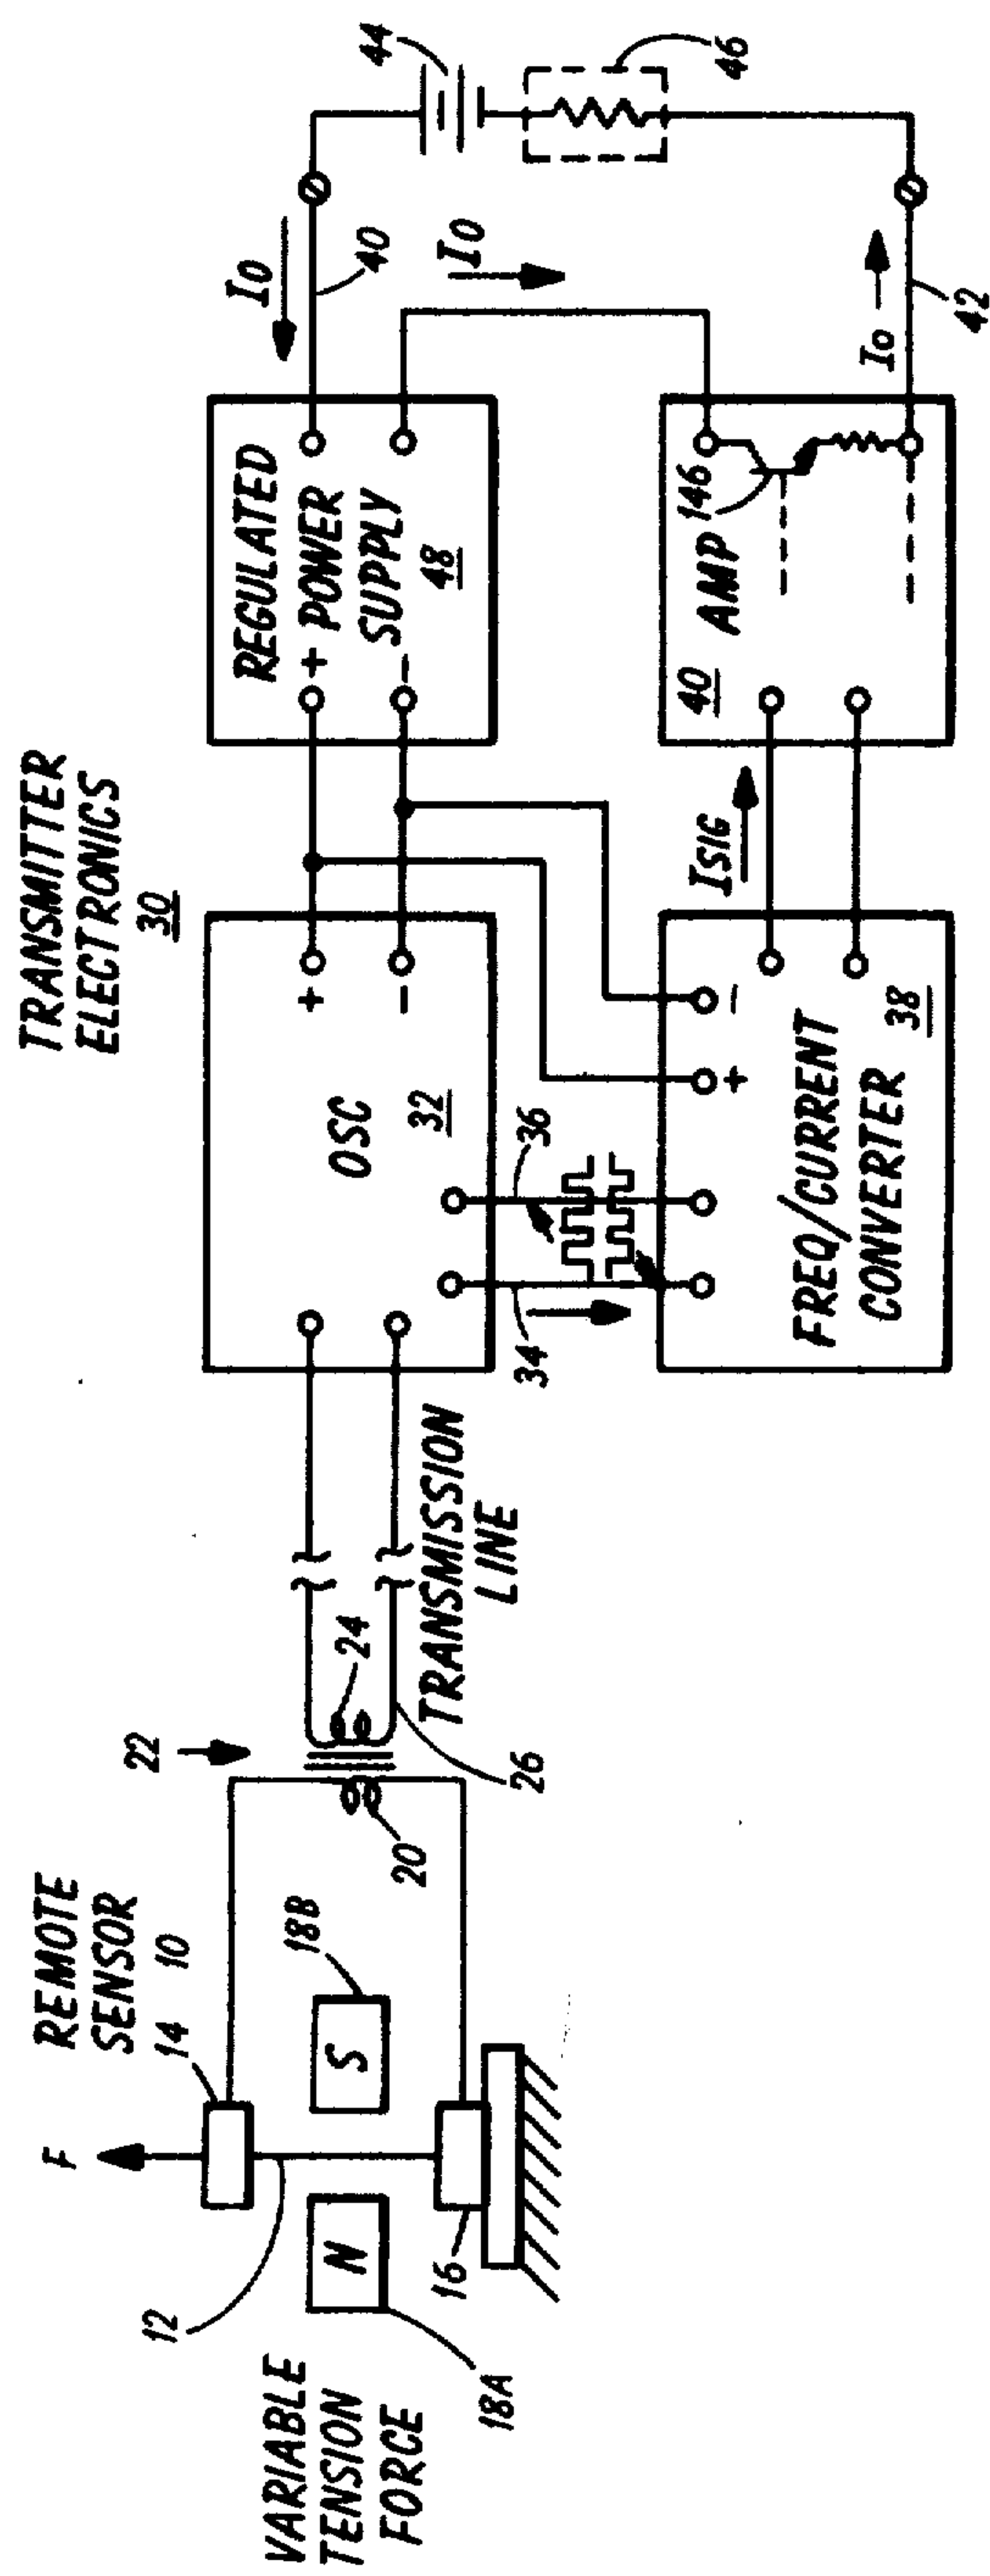 TRANSMITTER
ELECTRONICS
30
REMOTE
SENSOR
10
VARIABLE
TENSION
FORCE
F
12
14
16
18A
18B
N
S
20
22
24
26
TRANSMISSION
LINE
OSC
32
+
-
34
36
FREQ/CURRENT
CONVERTER
38
+
-
REGULATED
+ POWER
- SUPPLY
48
ISIG
40
AMP
146
IO
40
IO
IO
42
44
46